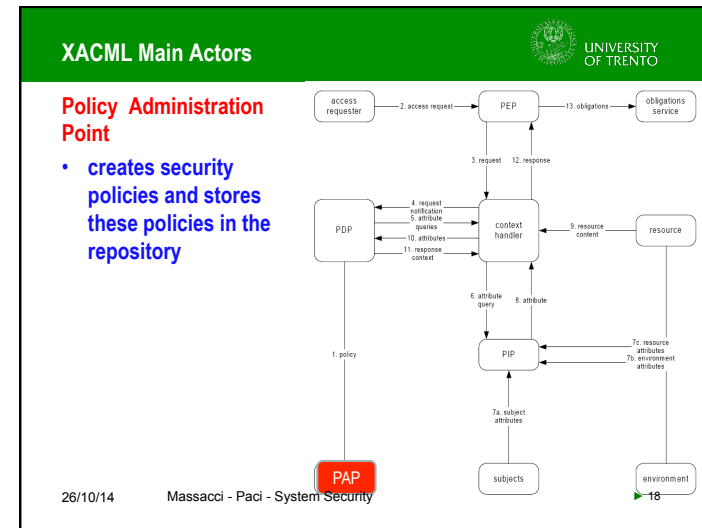 XACML Main Actors
UNIVERSITY
OF TRENTO
Policy Administration
Point
• creates security
policies and stores
these policies in the
repository
access
requester
2. access request
PEP
13. obligations
obligations
service
3. request
12. response
PDP
4. request
notification
5. attribute
queries
10. attributes
11. response
context
context
handler
9. resource
content
resource
6. attribute
query
8. attribute
1. policy
PIP
7c. resource
attributes
7b. environment
attributes
7a. subject
attributes
PAP
subjects
environment
26/10/14
Massacci - Paci - System Security
► 18